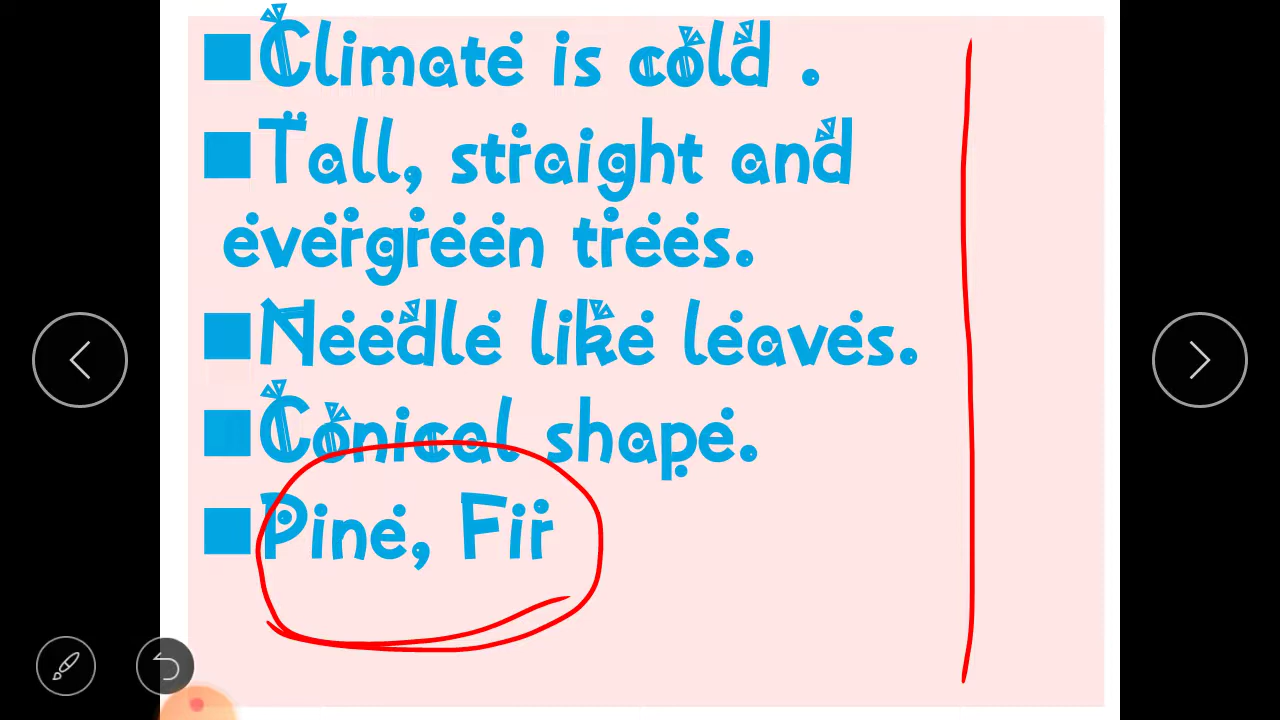 Climate is cold .
Tall, straight and
evergreen trees.
Needle like leaves.
Conical shape.
Pine, Fir